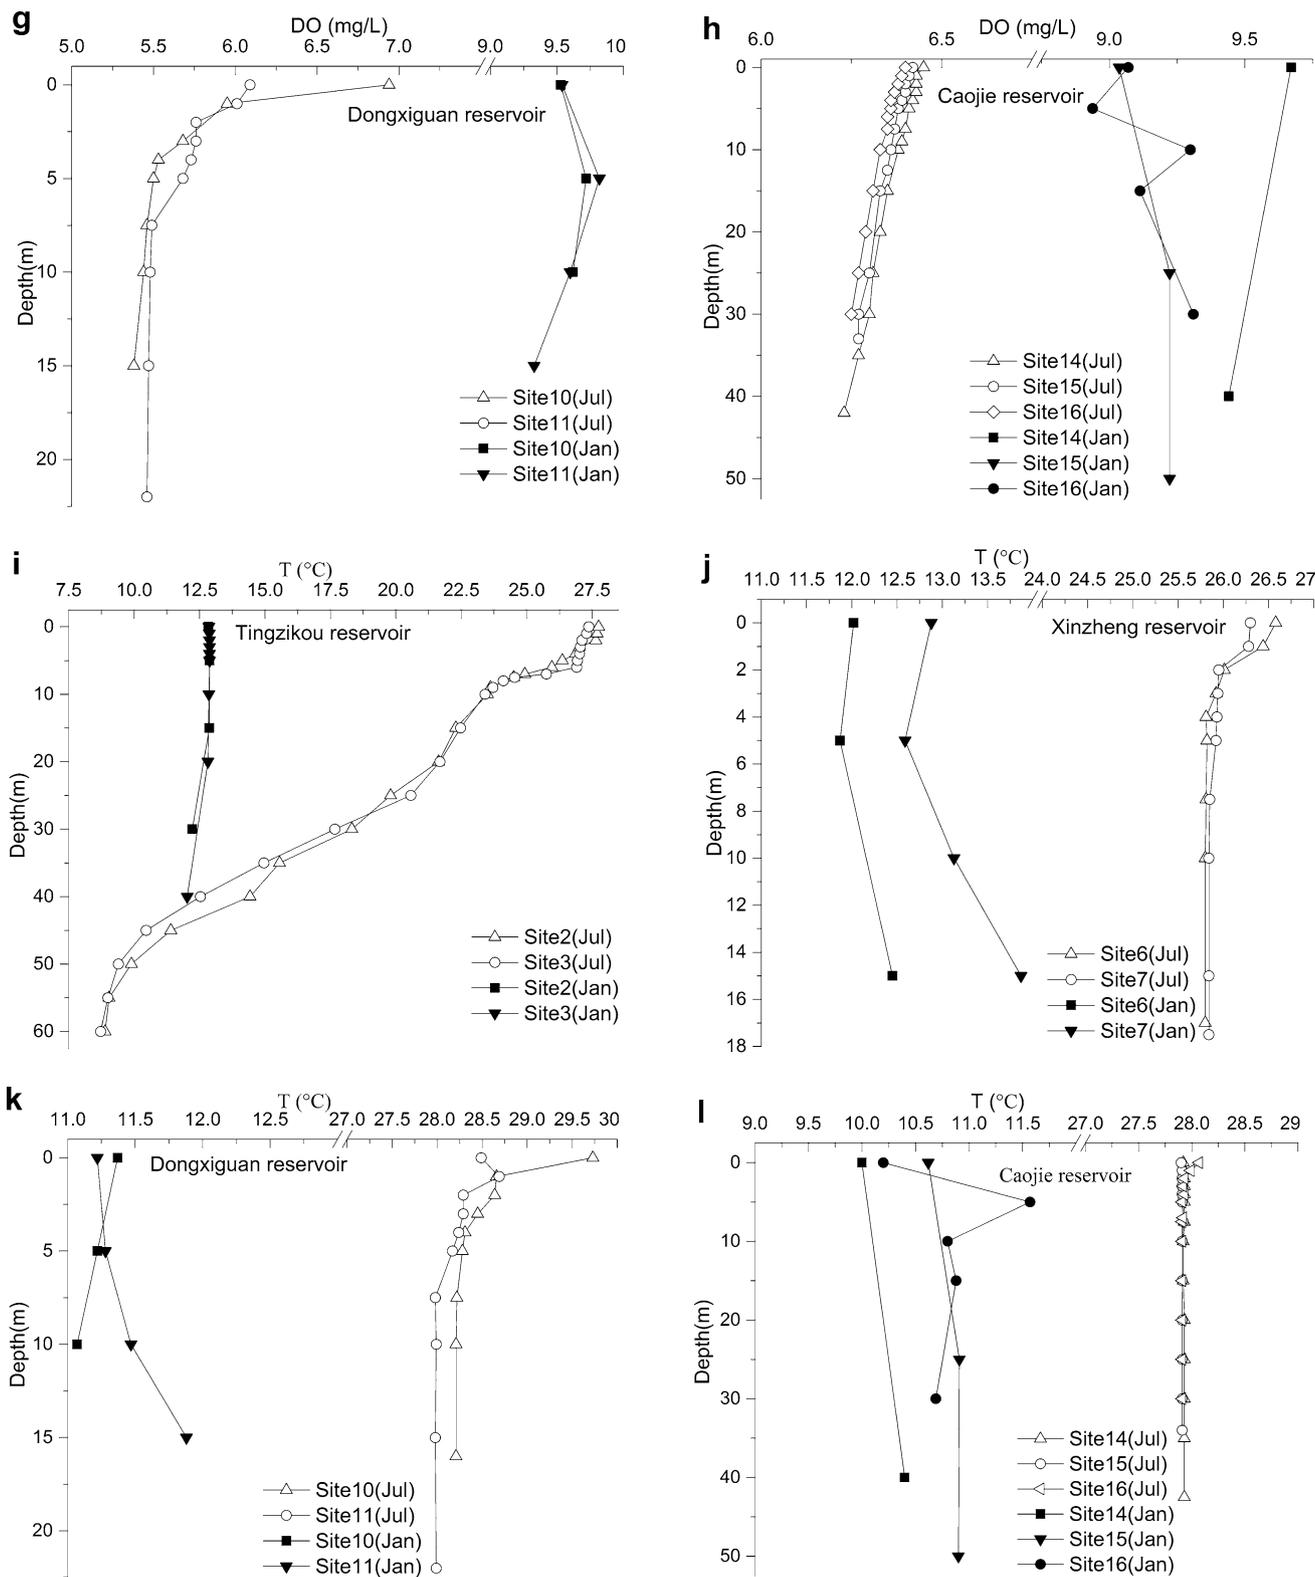 g
DO (mg/L)
5.0 5.5 6.0 6.5 7.0 9.0 9.5 10
Dongxiguan reservoir
Depth(m)
0
5
10
15
20
Site10(Jul)
Site11(Jul)
Site10(Jan)
Site11(Jan)
h
DO (mg/L)
6.0 6.5 9.0 9.5
Caojie reservoir
Depth(m)
0
10
20
30
40
50
Site14(Jul)
Site15(Jul)
Site16(Jul)
Site14(Jan)
Site15(Jan)
Site16(Jan)
i
T (°C)
7.5 10.0 12.5 15.0 17.5 20.0 22.5 25.0 27.5
Tingzikou reservoir
Depth(m)
0
10
20
30
40
50
60
Site2(Jul)
Site3(Jul)
Site2(Jan)
Site3(Jan)
j
T (°C)
11.0 11.5 12.0 12.5 13.0 13.5 24.0 24.5 25.0 25.5 26.0 26.5 27
Xinzheng reservoir
Depth(m)
0
2
4
6
8
10
12
14
16
18
Site6(Jul)
Site7(Jul)
Site6(Jan)
Site7(Jan)
k
T (°C)
11.0 11.5 12.0 12.5 27.0 27.5 28.0 28.5 29.0 29.5 30
Dongxiguan reservoir
Depth(m)
0
5
10
15
20
Site10(Jul)
Site11(Jul)
Site10(Jan)
Site11(Jan)
l
T (°C)
9.0 9.5 10.0 10.5 11.0 11.5 27.0 27.5 28.0 28.5 29
Caojie reservoir
Depth(m)
0
10
20
30
40
50
Site14(Jul)
Site15(Jul)
Site16(Jul)
Site14(Jan)
Site15(Jan)
Site16(Jan)